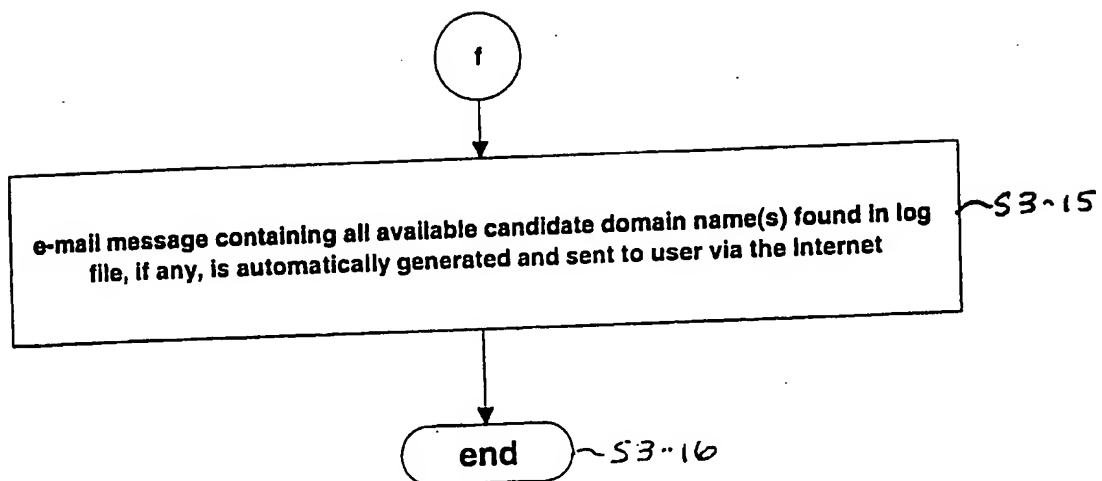 f
e-mail message containing all available candidate domain name(s) found in log
file, if any, is automatically generated and sent to user via the Internet
S3-15
end
S3-16